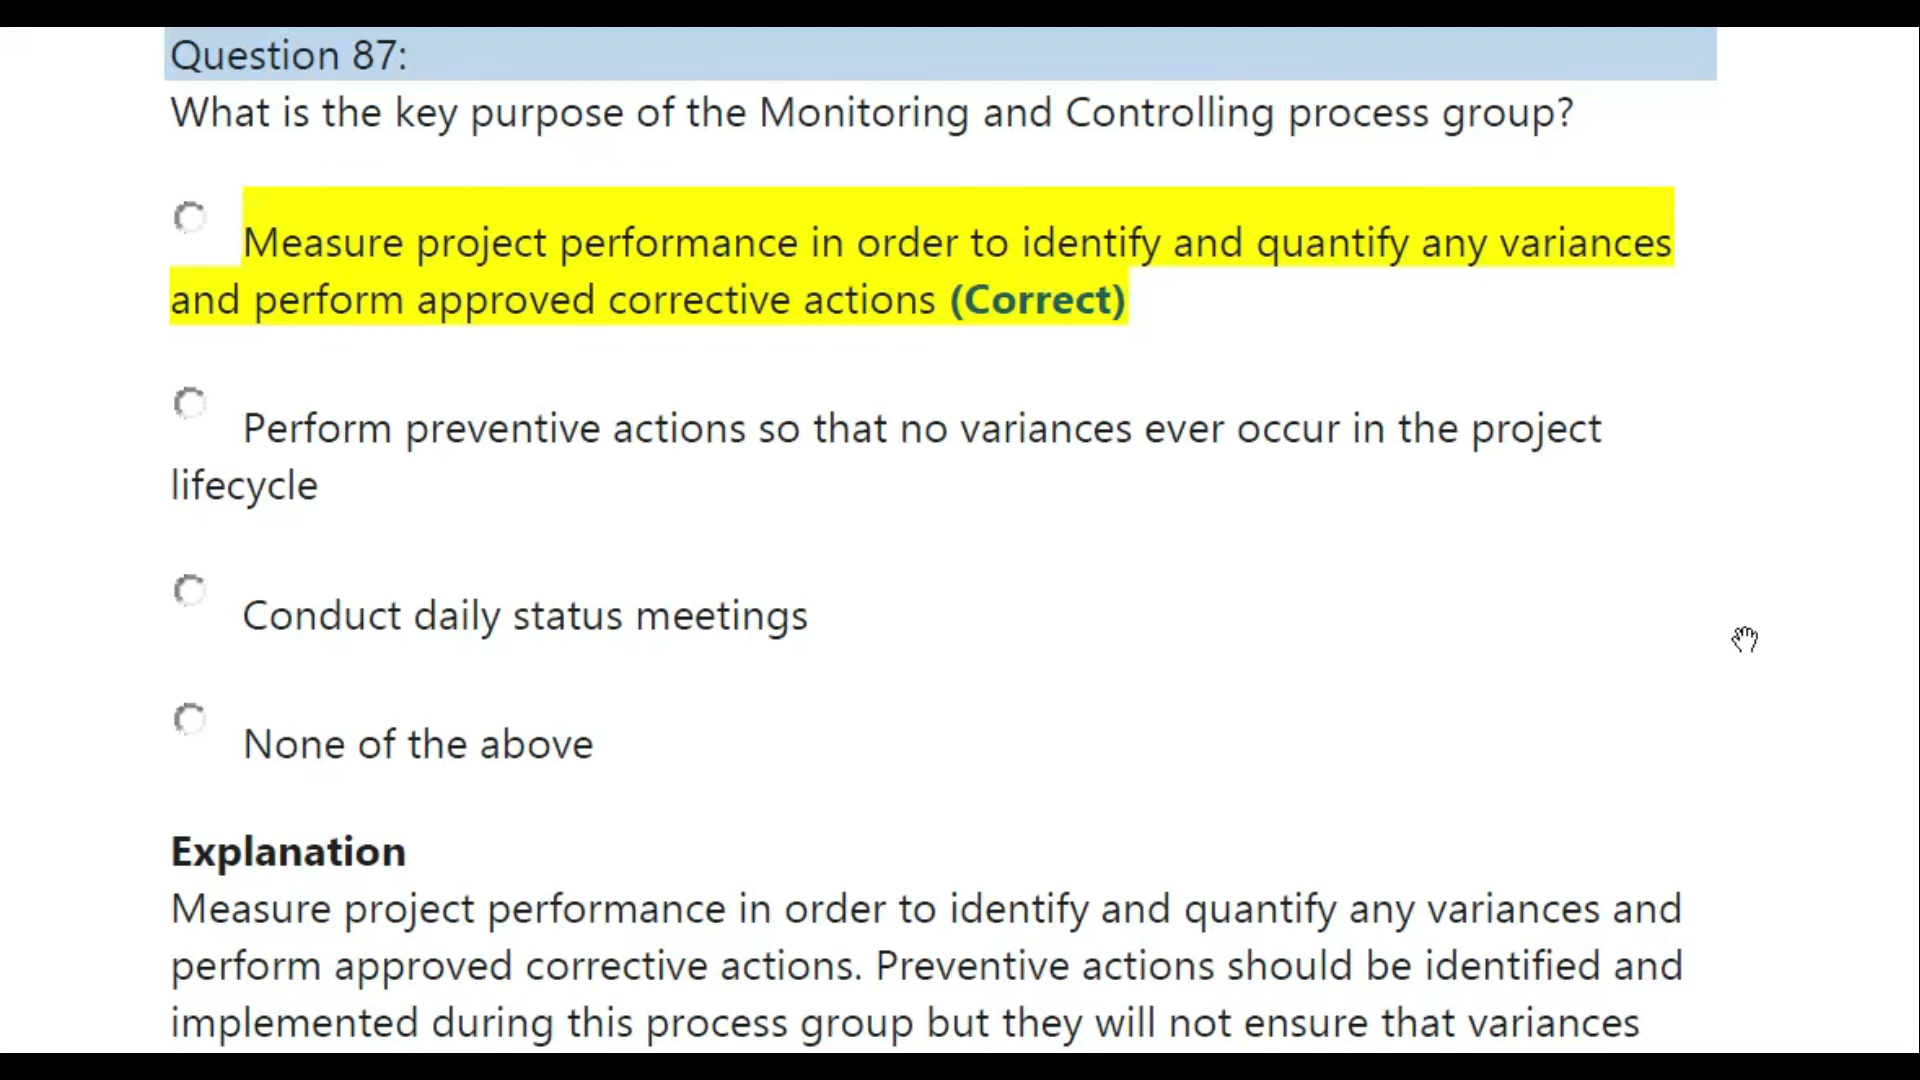 Question 87:
What is the key purpose of the Monitoring and Controlling process group?
Measure project performance in order to identify and quantify any variances
and perform approved corrective actions (Correct)
Perform preventive actions so that no variances ever occur in the project
lifecycle
Conduct daily status meetings
None of the above
Explanation
Measure project performance in order to identify and quantify any variances and
perform approved corrective actions. Preventive actions should be identified and
implemented during this process group but they will not ensure that variances